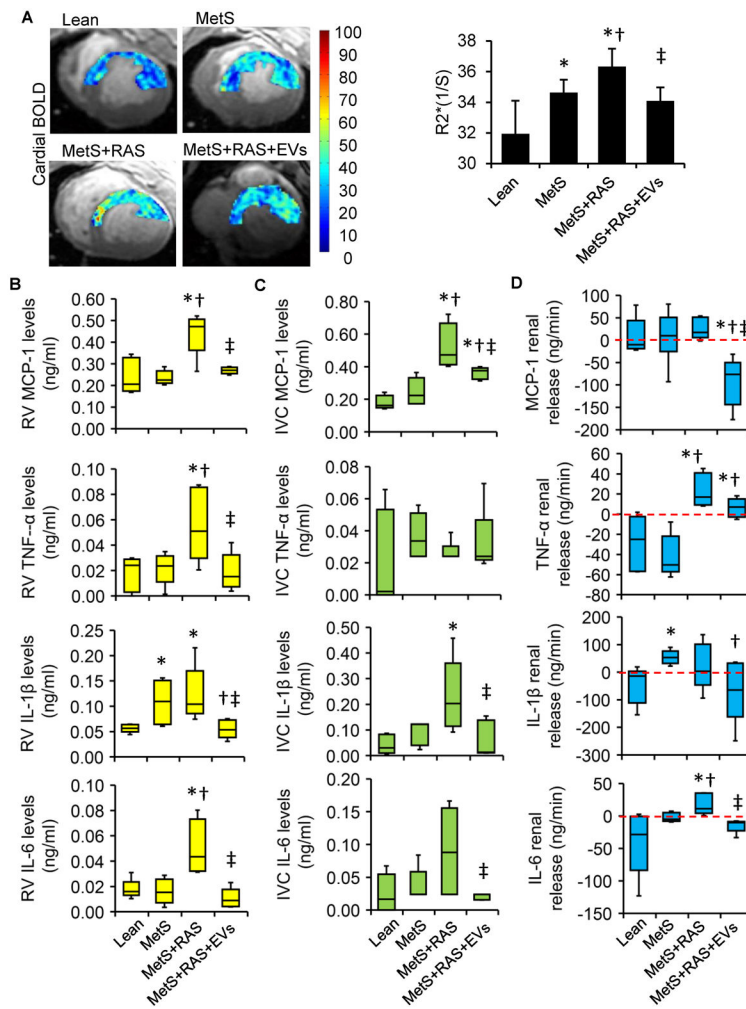 A
Lean
MetS
Cardial BOLD
MetS+RAS
MetS+RAS+EVs
100
90
80
70
60
50
40
30
20
10
0
R2*(1/S)
38
36
34
32
30
*
*†
‡
Lean
MetS
MetS+RAS
MetS+RAS+EVs
B
RV MCP-1 levels
(ng/ml)
0.60
0.50
0.40
0.30
0.20
0.10
0.00
*†
‡
RV TNF--α levels
(ng/ml)
0.10
0.08
0.06
0.04
0.02
0.00
*†
‡
RV IL-1β levels
(ng/ml)
0.25
0.20
0.15
0.10
0.05
0.00
*
*
†‡
RV IL-6 levels
(ng/ml)
0.10
0.08
0.06
0.04
0.02
0.00
*†
‡
Lean
MetS
MetS+RAS
MetS+RAS+EVs
C
IVC MCP-1 levels
(ng/ml)
0.80
0.60
0.40
0.20
0.00
*†
*†‡
IVC TNF-α levels
(ng/ml)
0.10
0.08
0.06
0.04
0.02
0.00
IVC IL-1β levels
(ng/ml)
0.50
0.40
0.30
0.20
0.10
0.00
*
‡
IVC IL-6 levels
(ng/ml)
0.20
0.15
0.10
0.05
0.00
‡
Lean
MetS
MetS+RAS
MetS+RAS+EVs
D
MCP-1 renal
release (ng/min)
100
50
0
-50
-100
-150
-200
*†‡
TNF-α renal
release (ng/min)
60
40
20
0
-20
-40
-60
-80
*†
*†
IL-1β renal
release (ng/min)
200
100
0
-100
-200
-300
*
†
IL-6 renal
release (ng/min)
50
0
-50
-100
-150
*†
‡
Lean
MetS
MetS+RAS
MetS+RAS+EVs